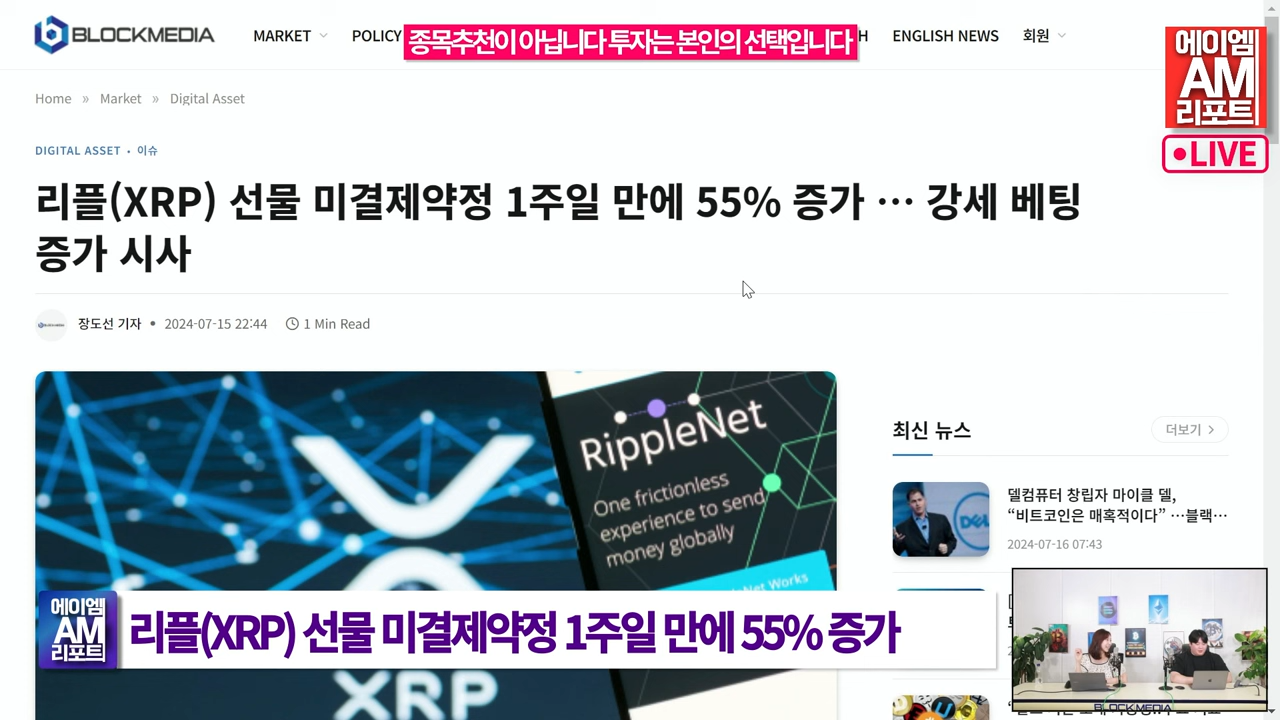 BLOCKMEDIA
MARKET
POLICY
종목추천이 아닙니다 투자는 본인의 선택입니다
H
ENGLISH NEWS
회원
에이엠
AM
리포트
LIVE
Home » Market » Digital Asset
DIGITAL ASSET • 이슈
리플(XRP) 선물 미결제약정 1주일 만에 55% 증가 … 강세 베팅
증가 시사
장도선 기자 • 2024-07-15 22:44 1 Min Read
RippleNet
One frictionless
experience to send
money globally
Net Works
XRP
최신 뉴스
더보기
델컴퓨터 창립자 마이클 델,
“비트코인은 매혹적이다” …블랙…
2024-07-16 07:43
DELL
에이엠
AM
리포트
리플(XRP) 선물 미결제약정 1주일 만에 55% 증가
BLOCKMEDIA